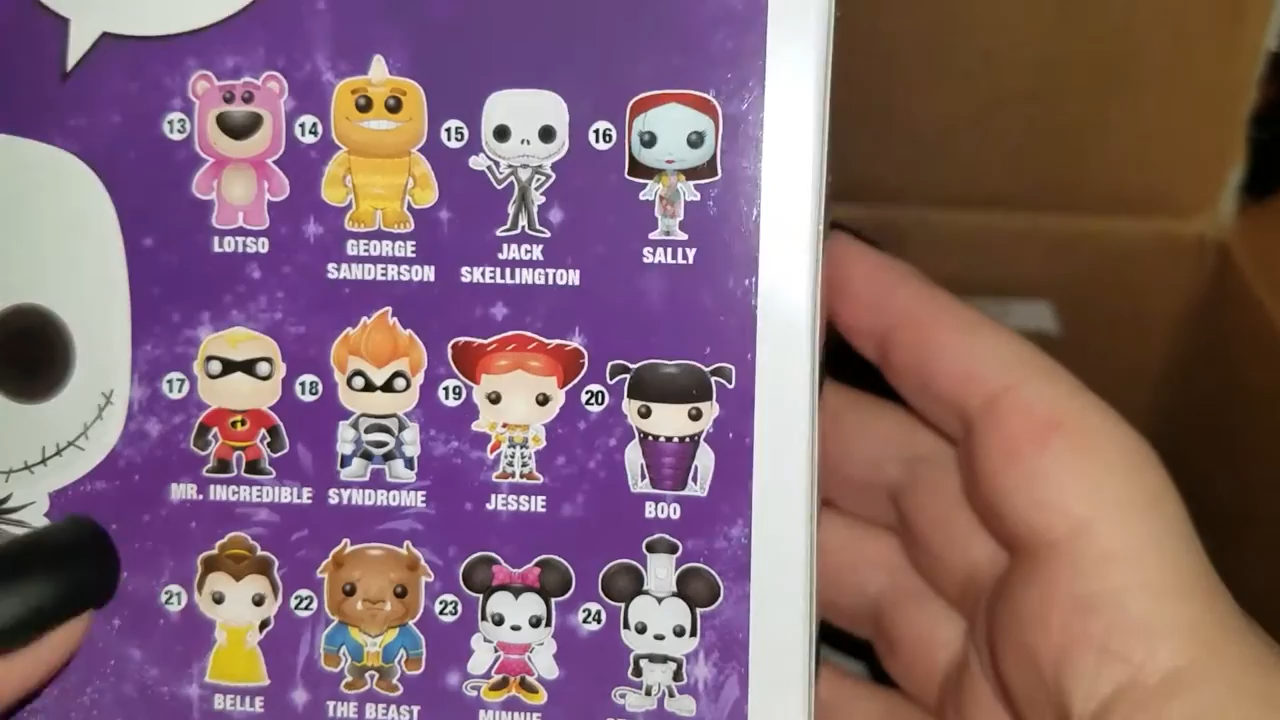 13 14 15 16
LOTSO
GEORGE SANDERSON
JACK SKELLINGTON
SALLY
17 18 19 20
MR. INCREDIBLE
SYNDROME
JESSIE
BOO
21 22 23 24
BELLE
THE BEAST
MINNIE